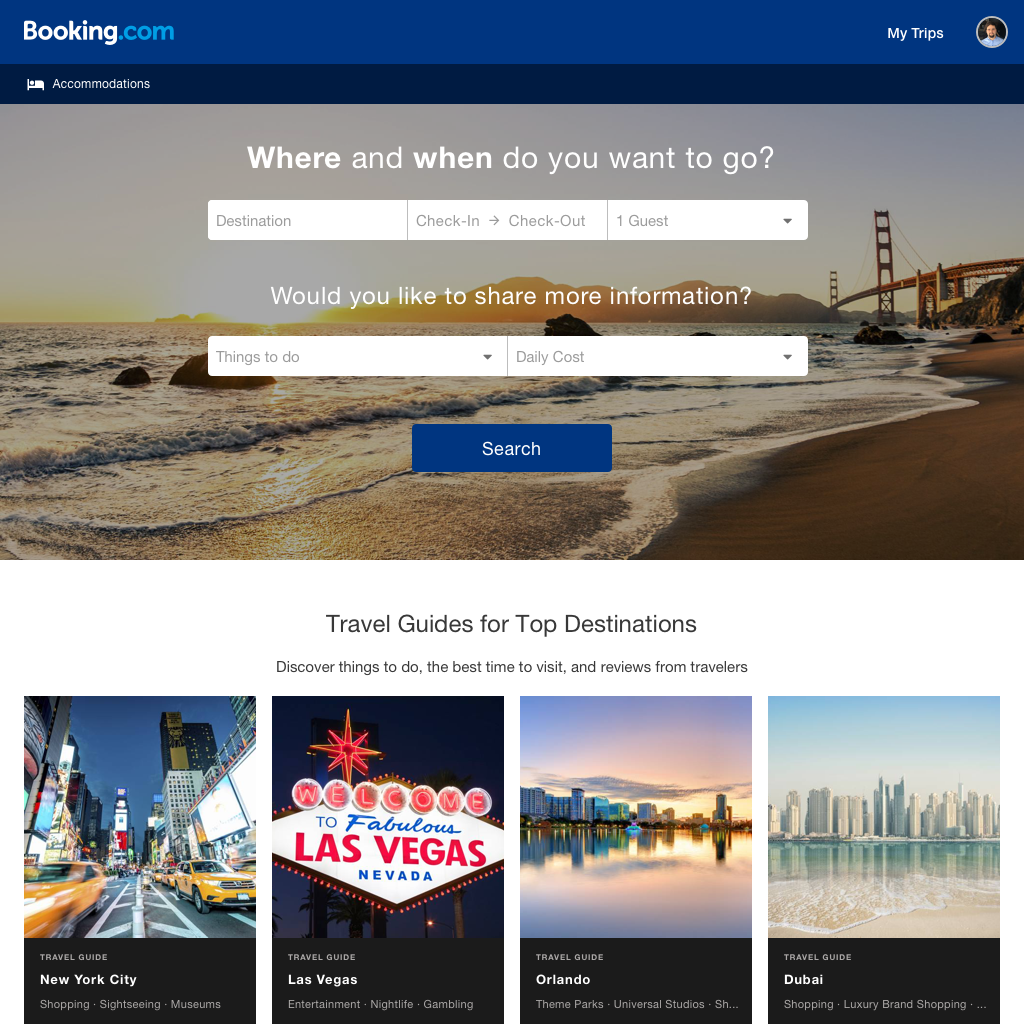 Booking.com
My Trips
Accommodations
Where and when do you want to go?
Destination
Check-In → Check-Out
1 Guest
Would you like to share more information?
Things to do
Daily Cost
Search
Travel Guides for Top Destinations
Discover things to do, the best time to visit, and reviews from travelers
WELCOME
TO Fabulous
LAS VEGAS
NEVADA
TRAVEL GUIDE
New York City
Shopping · Sightseeing · Museums
TRAVEL GUIDE
Las Vegas
Entertainment · Nightlife · Gambling
TRAVEL GUIDE
Orlando
Theme Parks · Universal Studios · Sh...
TRAVEL GUIDE
Dubai
Shopping · Luxury Brand Shopping · ...